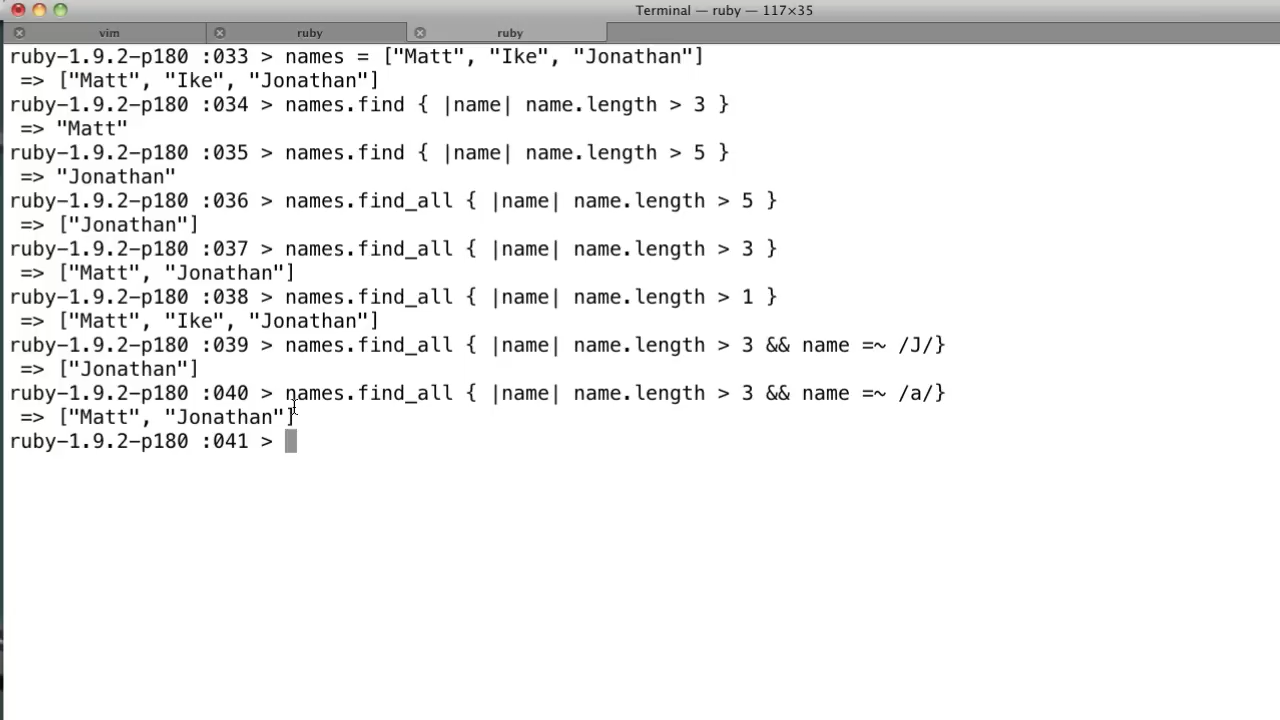 Terminal — ruby — 117×35
vim ruby ruby
ruby-1.9.2-p180 :033 > names = ["Matt", "Ike", "Jonathan"]
=> ["Matt", "Ike", "Jonathan"]
ruby-1.9.2-p180 :034 > names.find { |name| name.length > 3 }
=> "Matt"
ruby-1.9.2-p180 :035 > names.find { |name| name.length > 5 }
=> "Jonathan"
ruby-1.9.2-p180 :036 > names.find_all { |name| name.length > 5 }
=> ["Jonathan"]
ruby-1.9.2-p180 :037 > names.find_all { |name| name.length > 3 }
=> ["Matt", "Jonathan"]
ruby-1.9.2-p180 :038 > names.find_all { |name| name.length > 1 }
=> ["Matt", "Ike", "Jonathan"]
ruby-1.9.2-p180 :039 > names.find_all { |name| name.length > 3 && name =~ /J/}
=> ["Jonathan"]
ruby-1.9.2-p180 :040 > names.find_all { |name| name.length > 3 && name =~ /a/}
=> ["Matt", "Jonathan"]
ruby-1.9.2-p180 :041 >